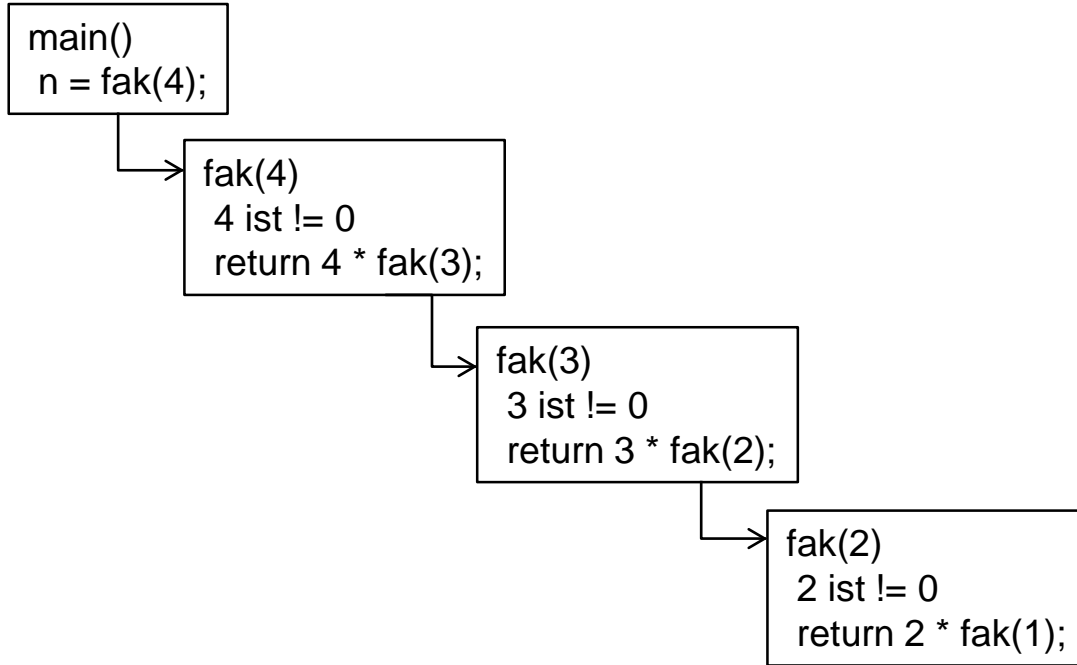 main()
n = fak(4);
fak(4)
4 ist != 0
return 4 * fak(3);
fak(3)
3 ist != 0
return 3 * fak(2);
fak(2)
2 ist != 0
return 2 * fak(1);